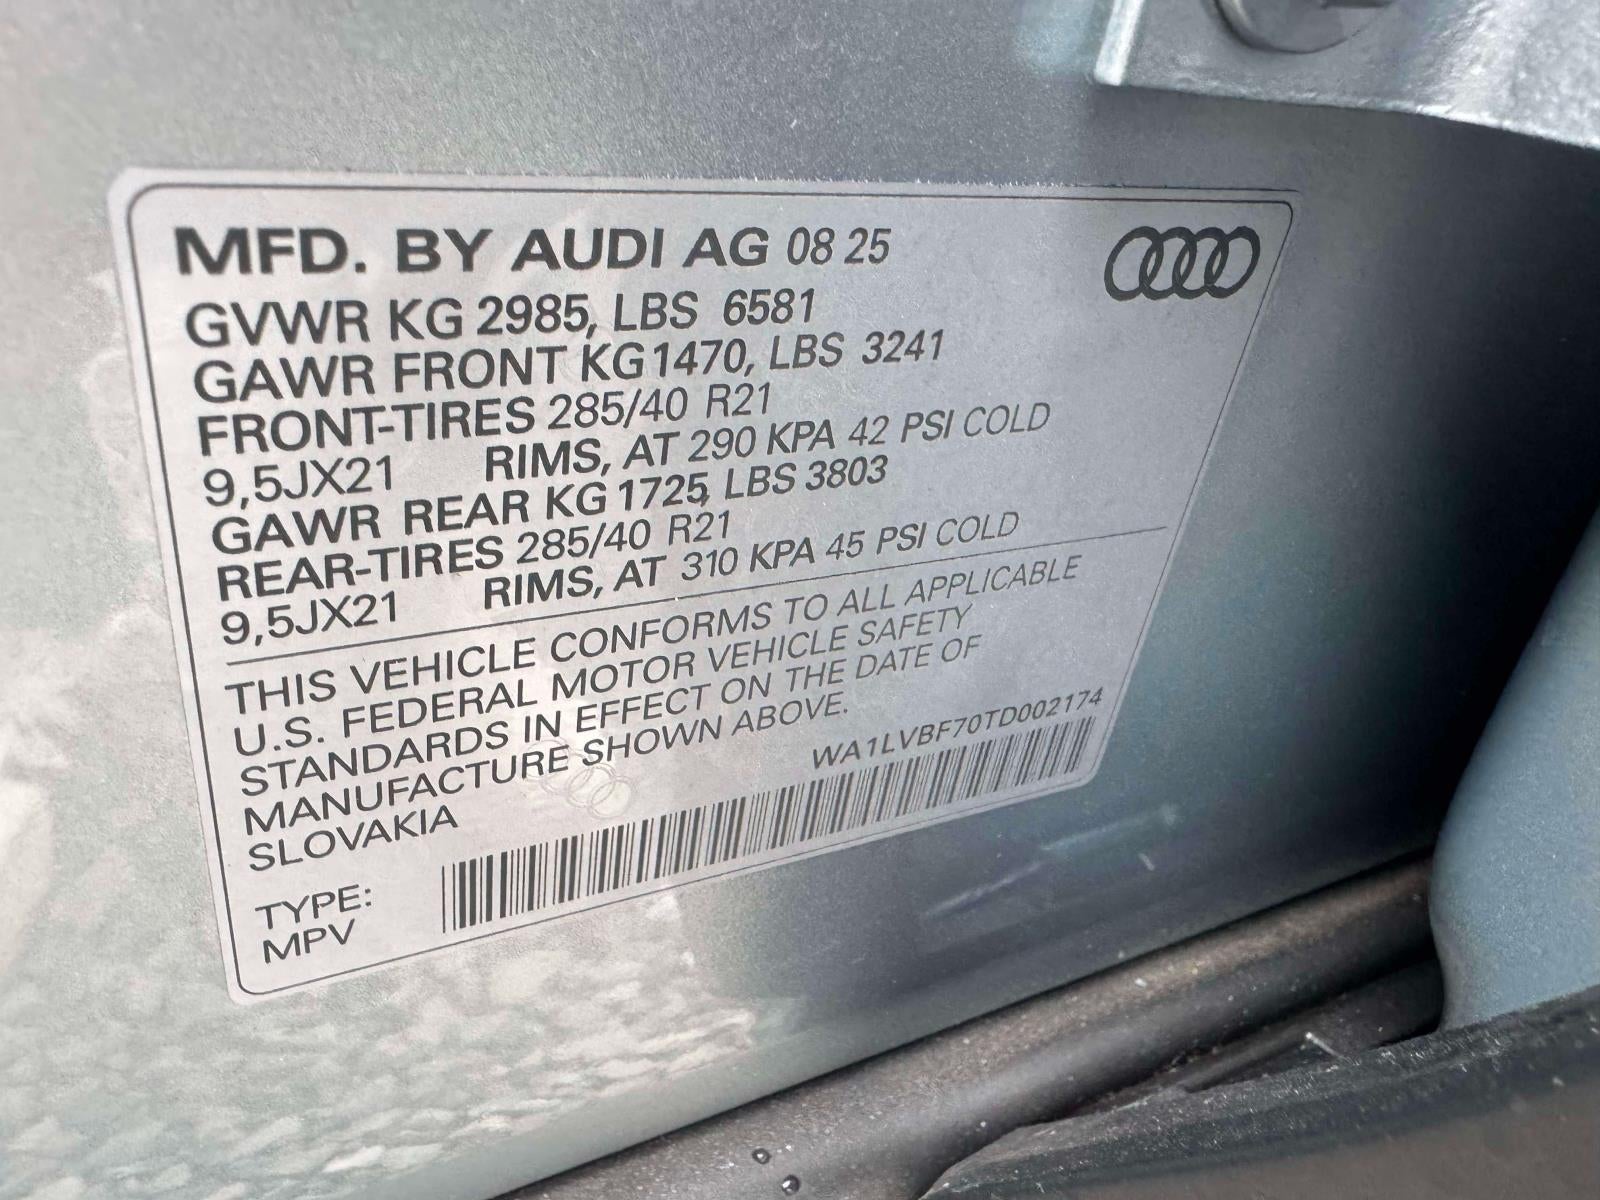 MFD. BY AUDI AG 08 25
GVWR KG 2985, LBS 6581
GAWR FRONT KG 1470, LBS 3241
FRONT-TIRES 285/40 R21
9,5JX21 RIMS, AT 290 KPA 42 PSI COLD
GAWR REAR KG 1725, LBS 3803
REAR-TIRES 285/40 R21
9,5JX21 RIMS, AT 310 KPA 45 PSI COLD
THIS VEHICLE CONFORMS TO ALL APPLICABLE
U.S. FEDERAL MOTOR VEHICLE SAFETY
STANDARDS IN EFFECT ON THE DATE OF
MANUFACTURE SHOWN ABOVE.
SLOVAKIA
WA1LVBF70TD002174
TYPE:
MPV